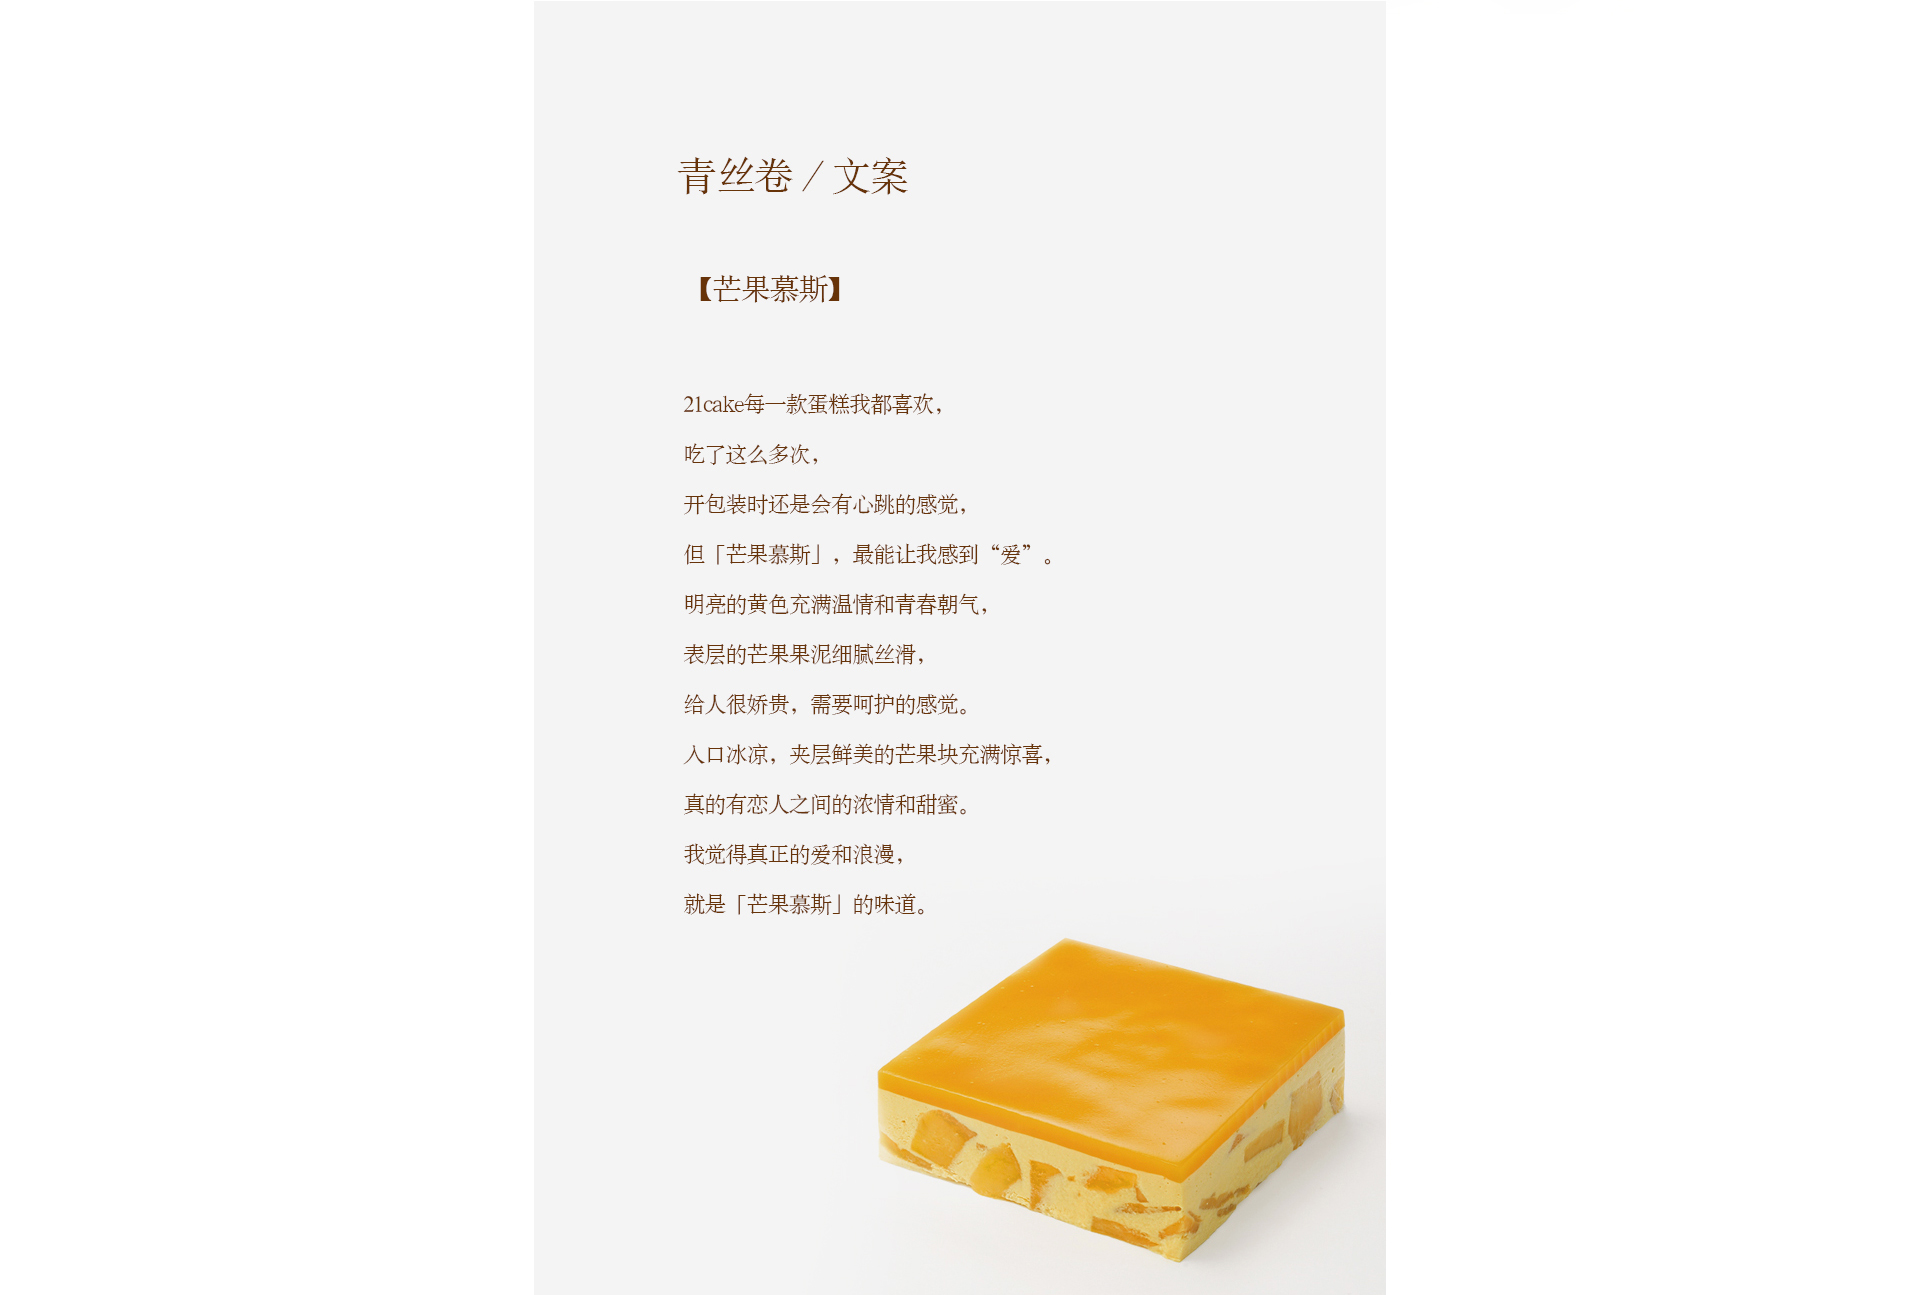 青丝卷 / 文案
【芒果慕斯】
21cake每一款蛋糕我都喜欢，
吃了这么多次，
开包装时还是会有心跳的感觉，
但「芒果慕斯」，最能让我感到“爱”。
明亮的黄色充满温情和青春朝气，
表层的芒果果泥细腻丝滑，
给人很娇贵，需要呵护的感觉。
入口冰凉，夹层鲜美的芒果块充满惊喜，
真的有恋人之间的浓情和甜蜜。
我觉得真正的爱和浪漫，
就是「芒果慕斯」的味道。